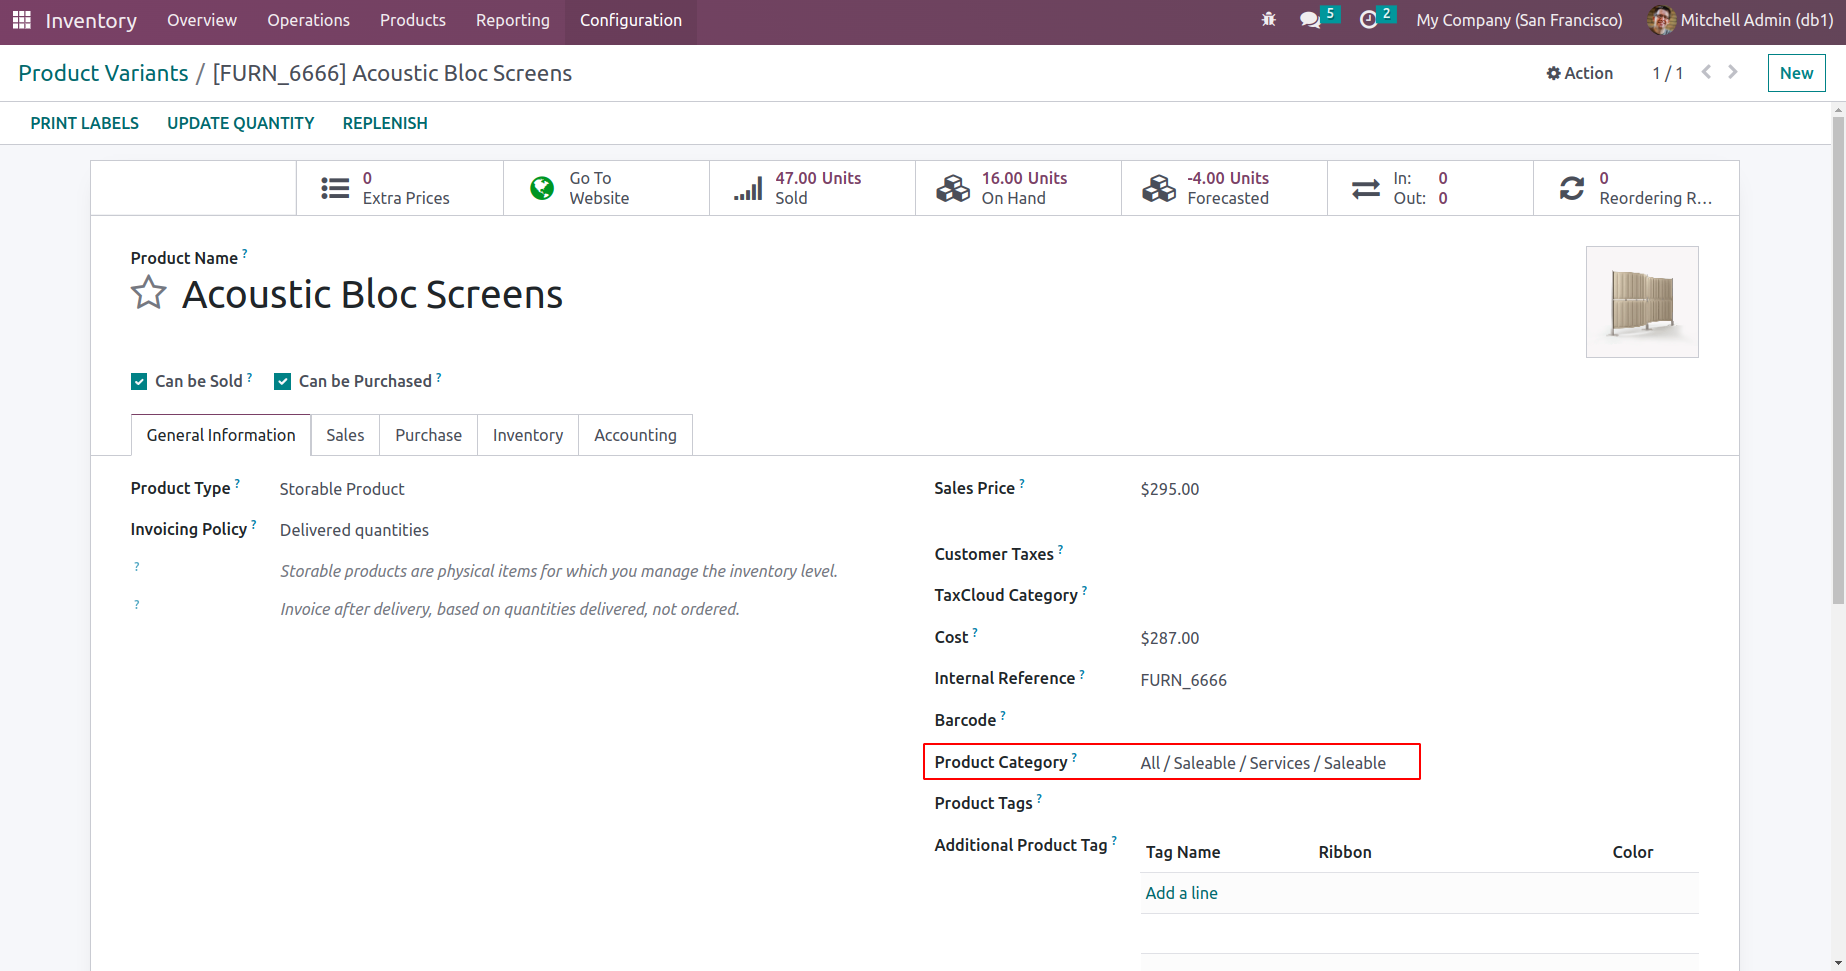 Inventory Overview Operations Products Reporting Configuration 5 2 My Company (San Francisco) Mitchell Admin (db1)
Product Variants / [FURN_6666] Acoustic Bloc Screens Action 1 / 1 New
PRINT LABELS UPDATE QUANTITY REPLENISH
0
Extra Prices
Go To
Website
47.00 Units
Sold
16.00 Units
On Hand
-4.00 Units
Forecasted
In: 0
Out: 0
0
Reordering R...
Product Name ?
Acoustic Bloc Screens
Can be Sold ? Can be Purchased ?
General Information Sales Purchase Inventory Accounting
Product Type ? Storable Product
Invoicing Policy ? Delivered quantities
? Storable products are physical items for which you manage the inventory level.
? Invoice after delivery, based on quantities delivered, not ordered.
Sales Price ? $295.00
Customer Taxes ?
TaxCloud Category ?
Cost ? $287.00
Internal Reference ? FURN_6666
Barcode ?
Product Category ? All / Saleable / Services / Saleable
Product Tags ?
Additional Product Tag ? Tag Name Ribbon Color
Add a line